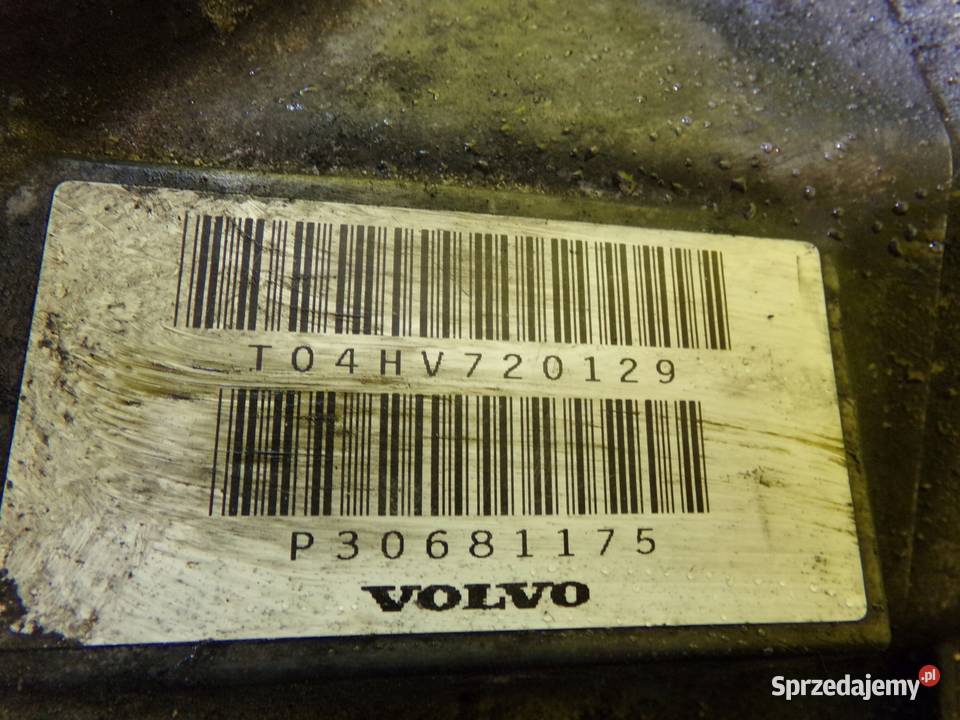 T04HV720129
P30681175
VOLVO
Sprzedajemy.pl